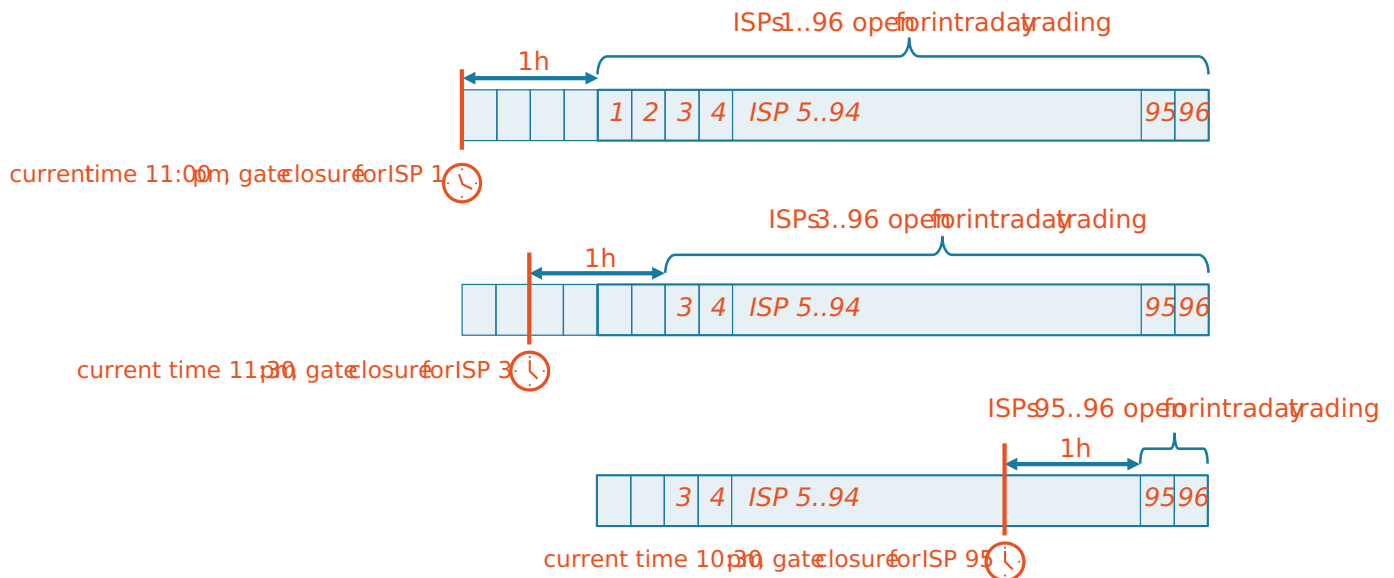 ISPs 1..96 open for intraday trading
1h
1 2 3 4 ISP 5..94 95 96
current time 11:00 pm, gate closure for ISP 1
ISPs 3..96 open for intraday trading
1h
3 4 ISP 5..94 95 96
current time 11:30 pm, gate closure for ISP 3
ISPs 95..96 open for intraday trading
1h
3 4 ISP 5..94 95 96
current time 10:30 pm, gate closure for ISP 95